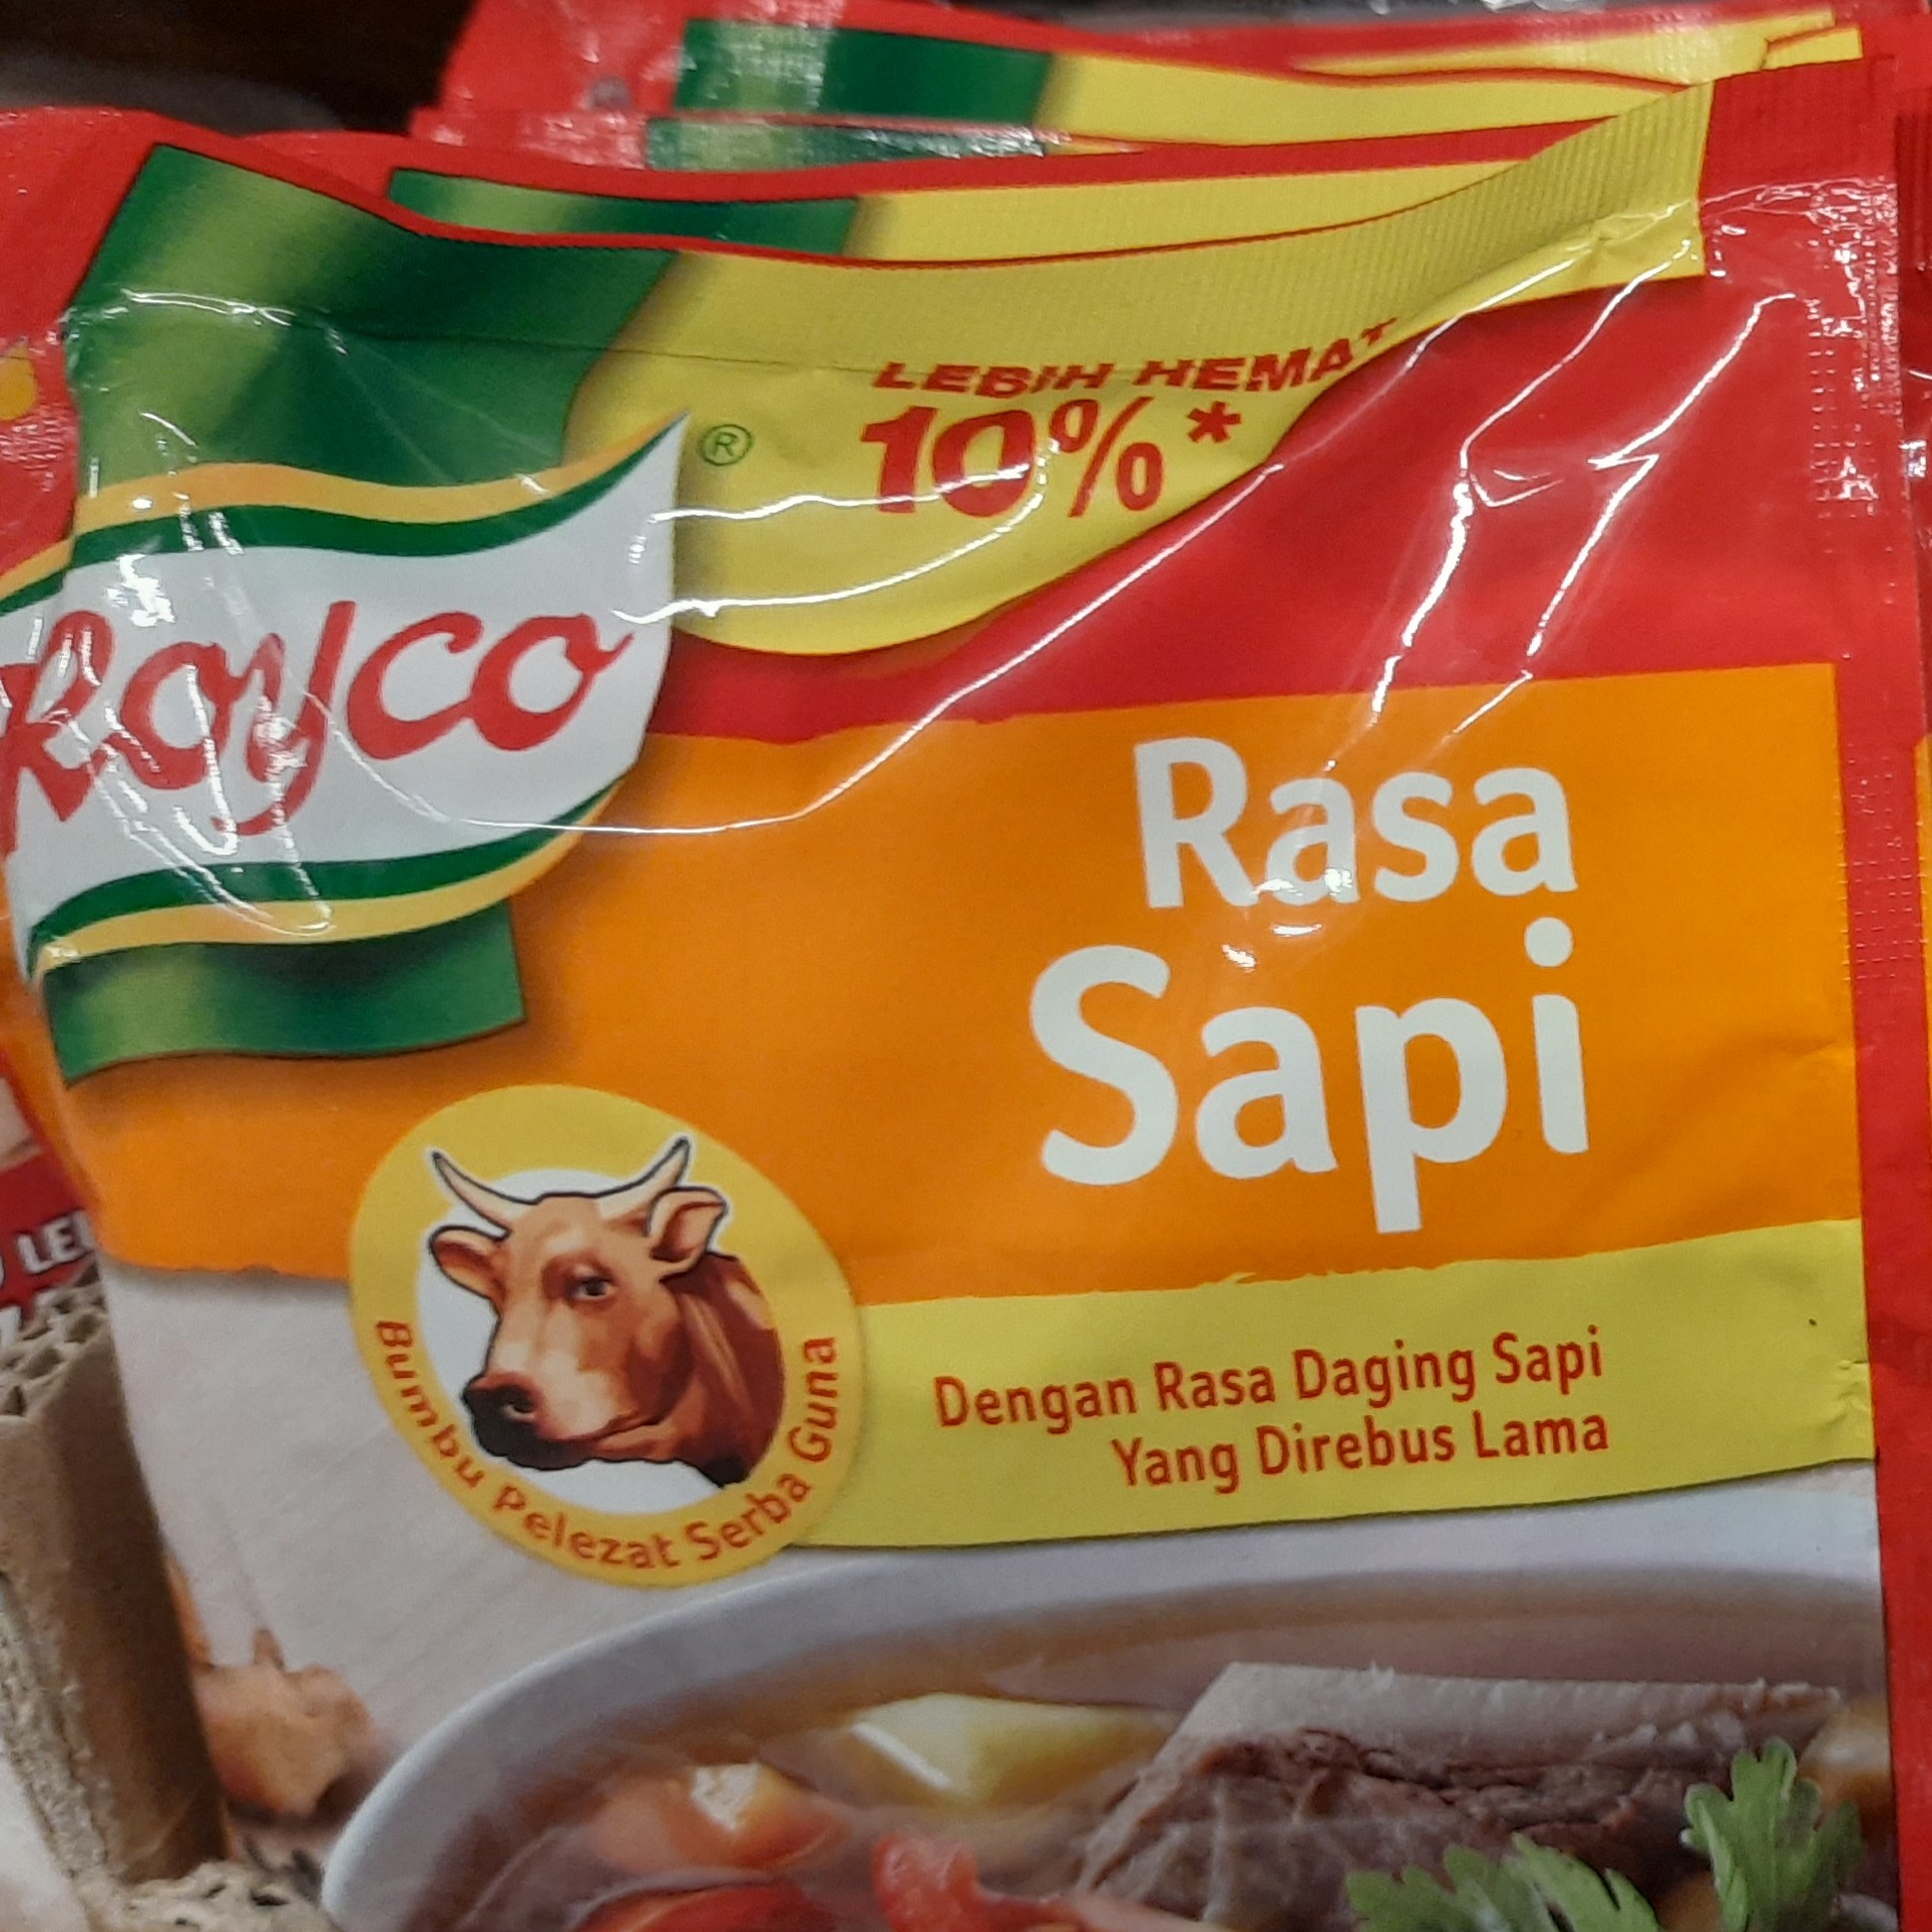 LEBIH HEMAT
10%*
Royco®
Rasa
Sapi
Dengan Rasa Daging Sapi
Yang Direbus Lama
Bumbu Pelezat Serba Guna